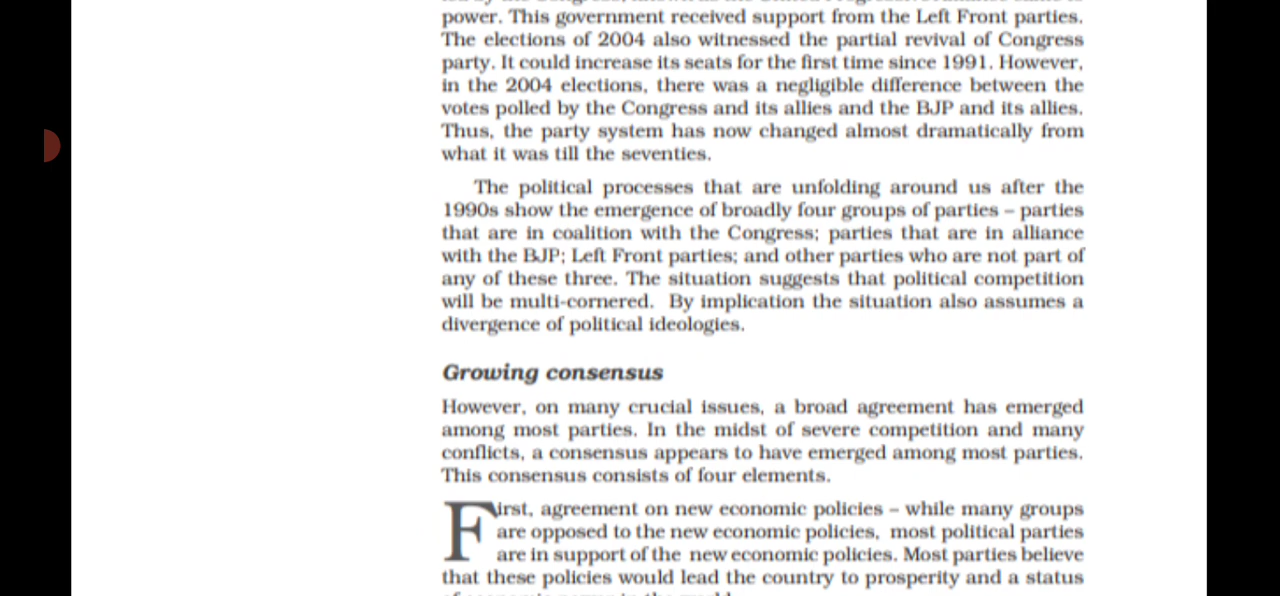 power. This government received support from the Left Front parties.
The elections of 2004 also witnessed the partial revival of Congress
party. It could increase its seats for the first time since 1991. However,
in the 2004 elections, there was a negligible difference between the
votes polled by the Congress and its allies and the BJP and its allies.
Thus, the party system has now changed almost dramatically from
what it was till the seventies.
The political processes that are unfolding around us after the
1990s show the emergence of broadly four groups of parties – parties
that are in coalition with the Congress; parties that are in alliance
with the BJP; Left Front parties; and other parties who are not part of
any of these three. The situation suggests that political competition
will be multi-cornered. By implication the situation also assumes a
divergence of political ideologies.
Growing consensus
However, on many crucial issues, a broad agreement has emerged
among most parties. In the midst of severe competition and many
conflicts, a consensus appears to have emerged among most parties.
This consensus consists of four elements.
First, agreement on new economic policies – while many groups
are opposed to the new economic policies, most political parties
are in support of the new economic policies. Most parties believe
that these policies would lead the country to prosperity and a status